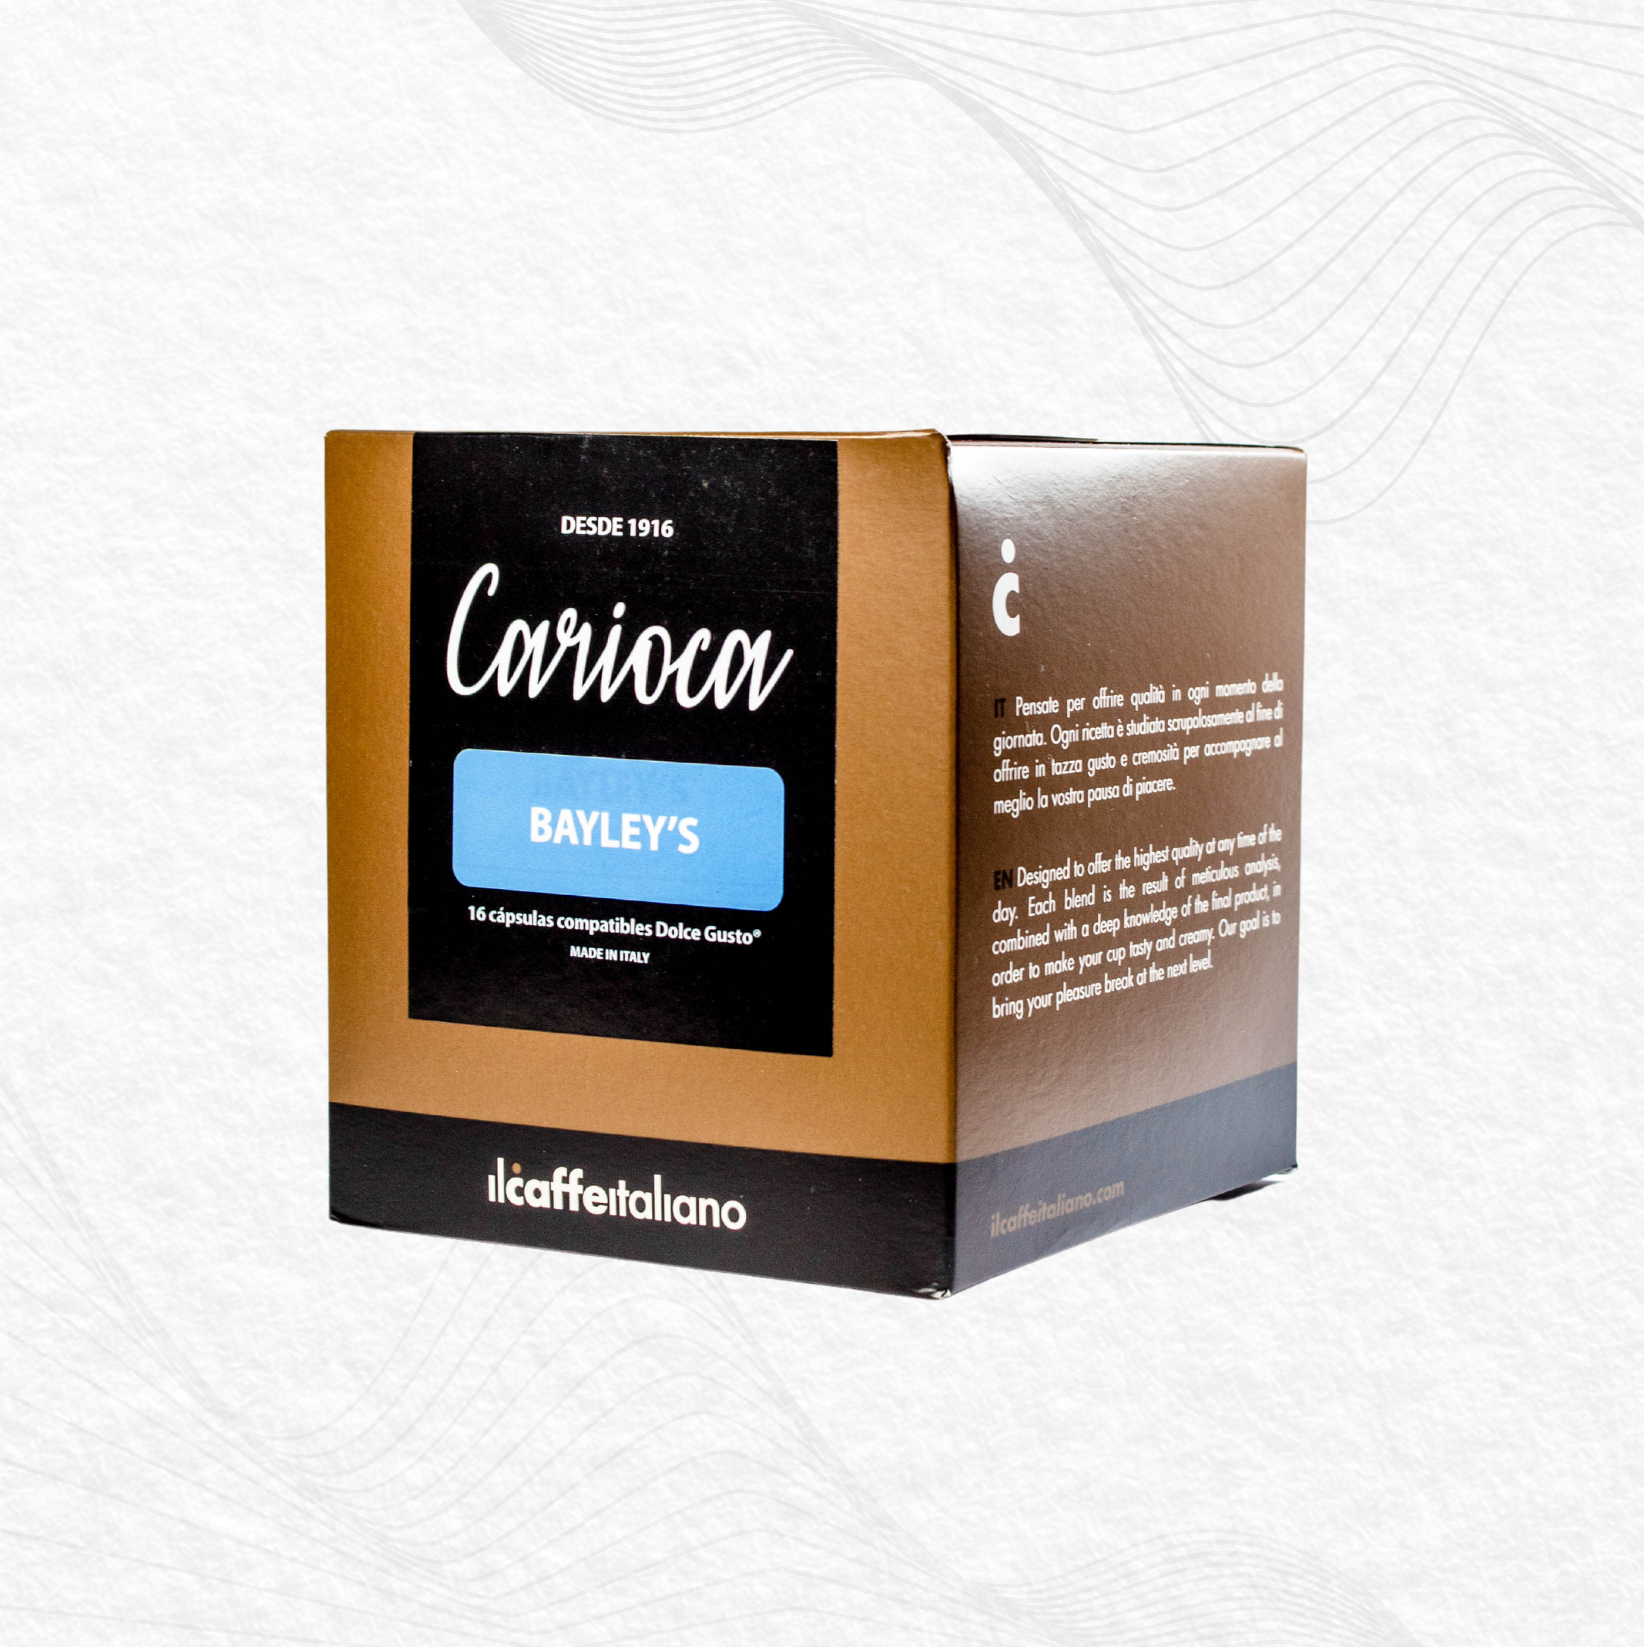 DESDE 1916
Carioca
BAYLEY'S
16 cápsulas compatibles Dolce Gusto®
MADE IN ITALY
ilcaffeitaliano
IT Pensate per offrire qualità in ogni momento della
giornata. Ogni ricetta è studiata scrupolosamente al fine di
offrire in tazza gusto e cremosità per accompagnare al
meglio la vostra pausa di piacere.
EN Designed to offer the highest quality at any time of the
day. Each blend is the result of meticulous analysis,
combined with a deep knowledge of the final product, in
order to make your cup tasty and creamy. Our goal is to
bring your pleasure break at the next level.
ilcaffeitaliano.com